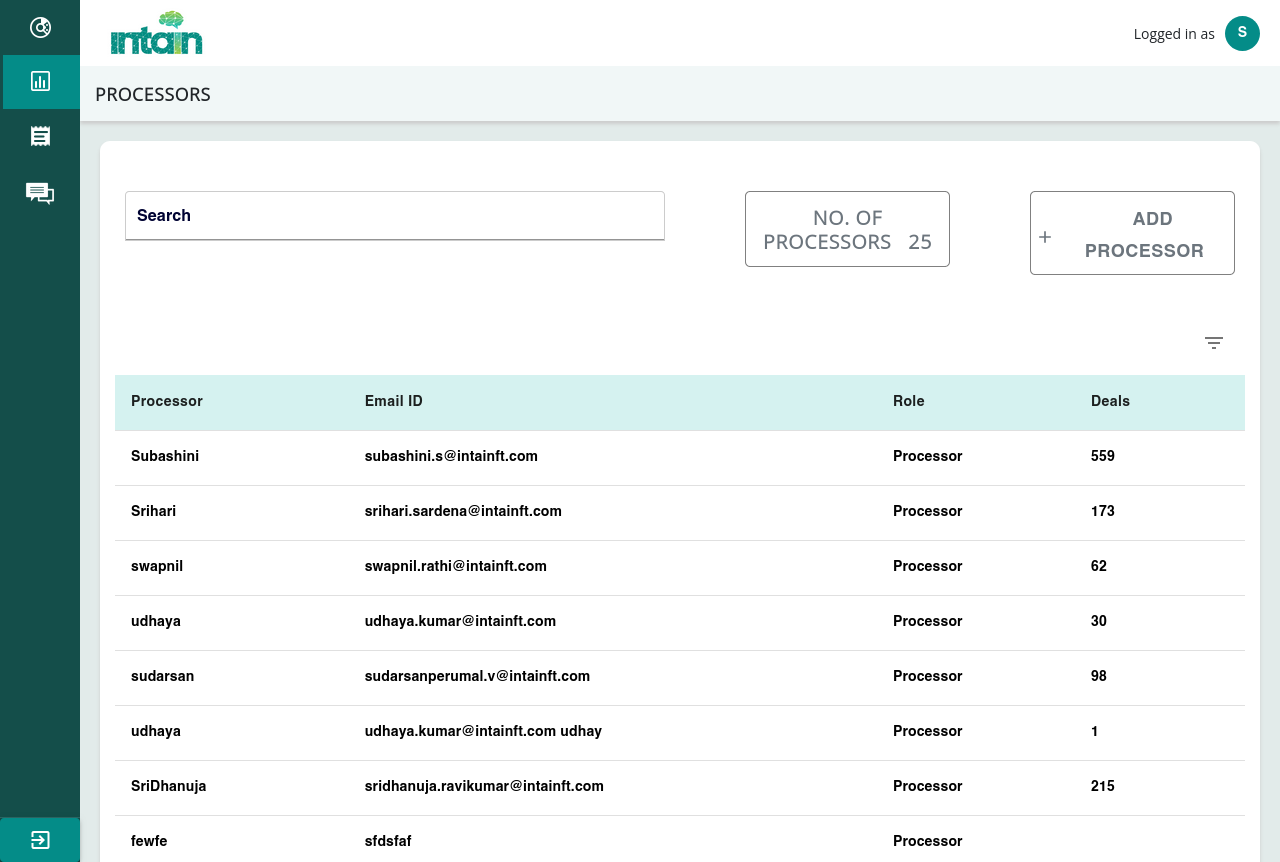 intain
Logged in as S
PROCESSORS
Search
NO. OF
PROCESSORS 25
+ ADD
PROCESSOR
Processor Email ID Role Deals
Subashini subashini.s@intainft.com Processor 559
Srihari srihari.sardena@intainft.com Processor 173
swapnil swapnil.rathi@intainft.com Processor 62
udhaya udhaya.kumar@intainft.com Processor 30
sudarsan sudarsanperumal.v@intainft.com Processor 98
udhaya udhaya.kumar@intainft.com udhay Processor 1
SriDhanuja sridhanuja.ravikumar@intainft.com Processor 215
fewfe sfdsfaf Processor